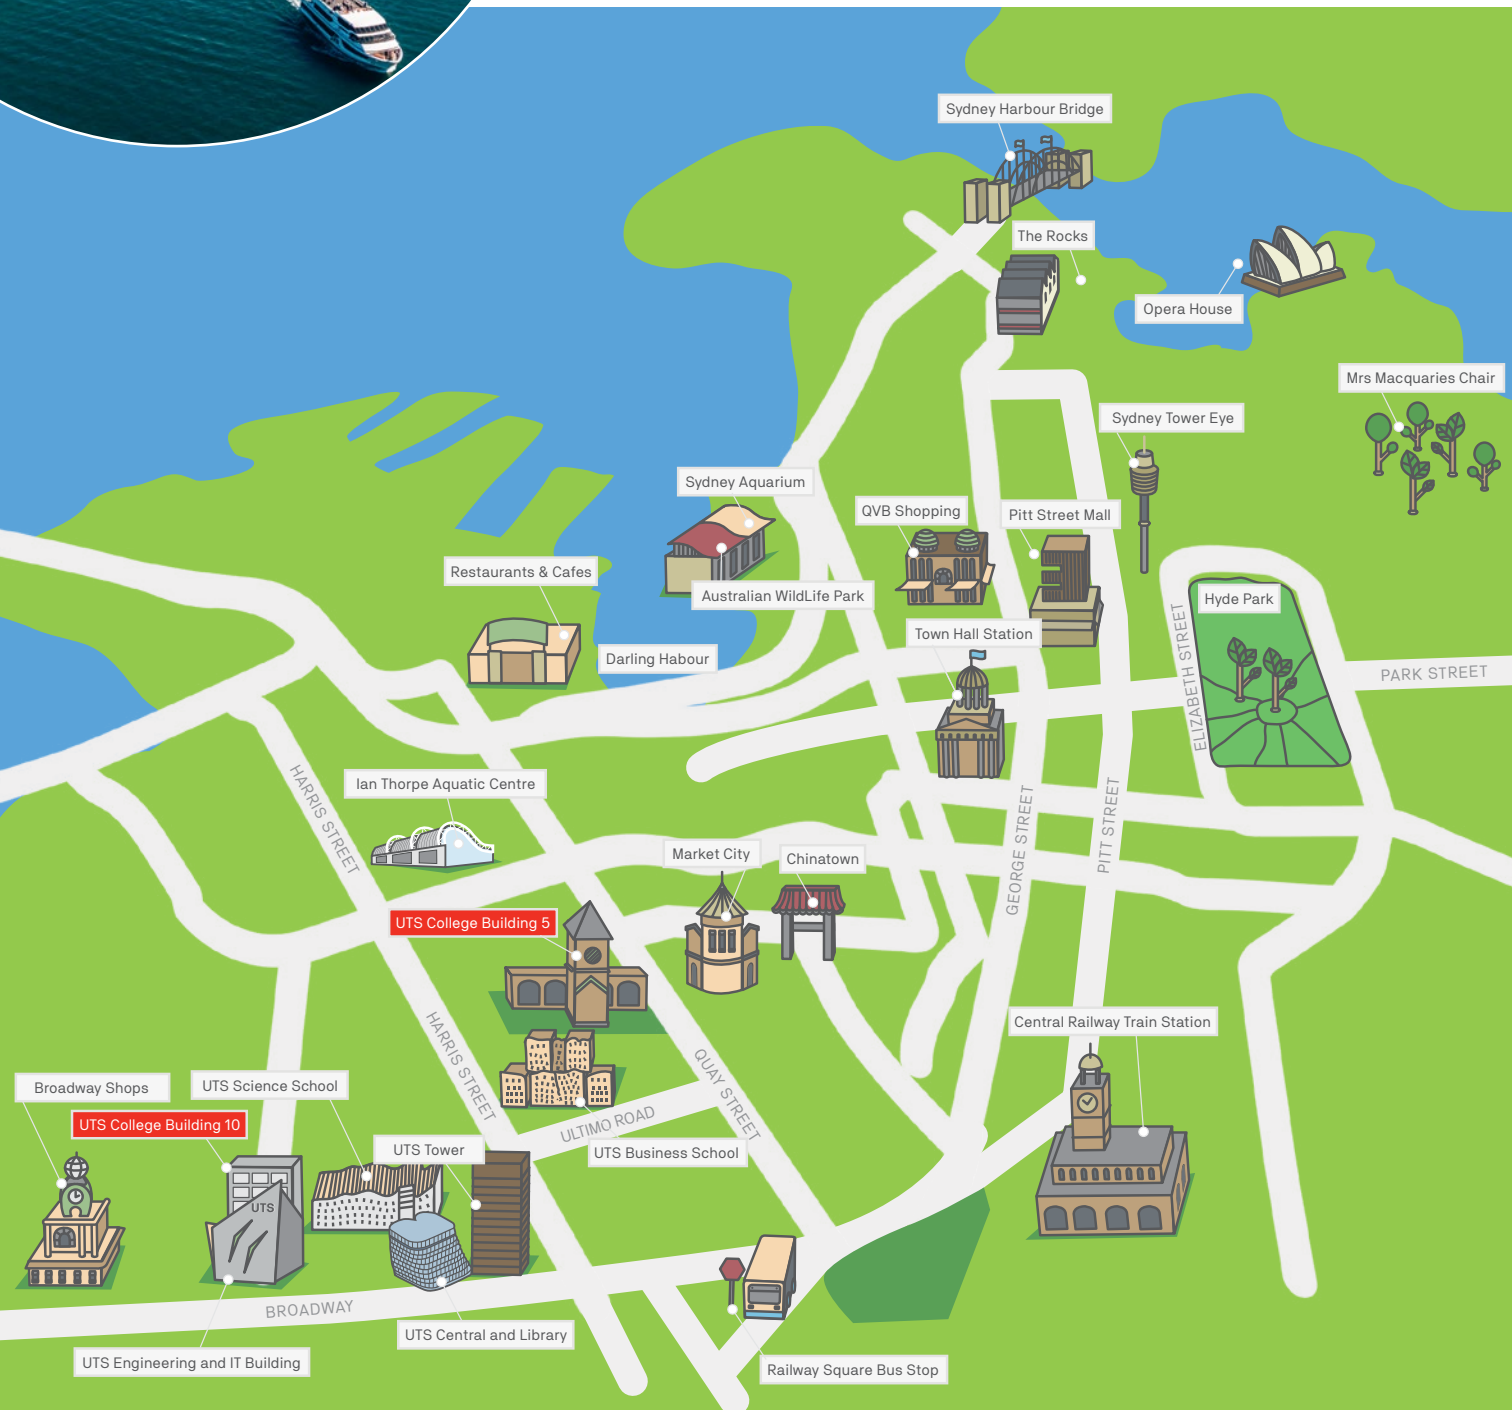 Sydney Harbour Bridge
The Rocks
Opera House
Mrs Macquaries Chair
Sydney Tower Eye
Sydney Aquarium
QVB Shopping
Pitt Street Mall
Restaurants & Cafes
Australian WildLife Park
Hyde Park
Town Hall Station
Darling Habour
ELIZABETH STREET
PARK STREET
HARRIS STREET
Ian Thorpe Aquatic Centre
GEORGE STREET
PITT STREET
Market City
Chinatown
UTS College Building 5
HARRIS STREET
QUAY STREET
Central Railway Train Station
Broadway Shops
UTS Science School
UTS College Building 10
ULTIMO ROAD
UTS Tower
UTS Business School
UTS
BROADWAY
UTS Central and Library
UTS Engineering and IT Building
Railway Square Bus Stop